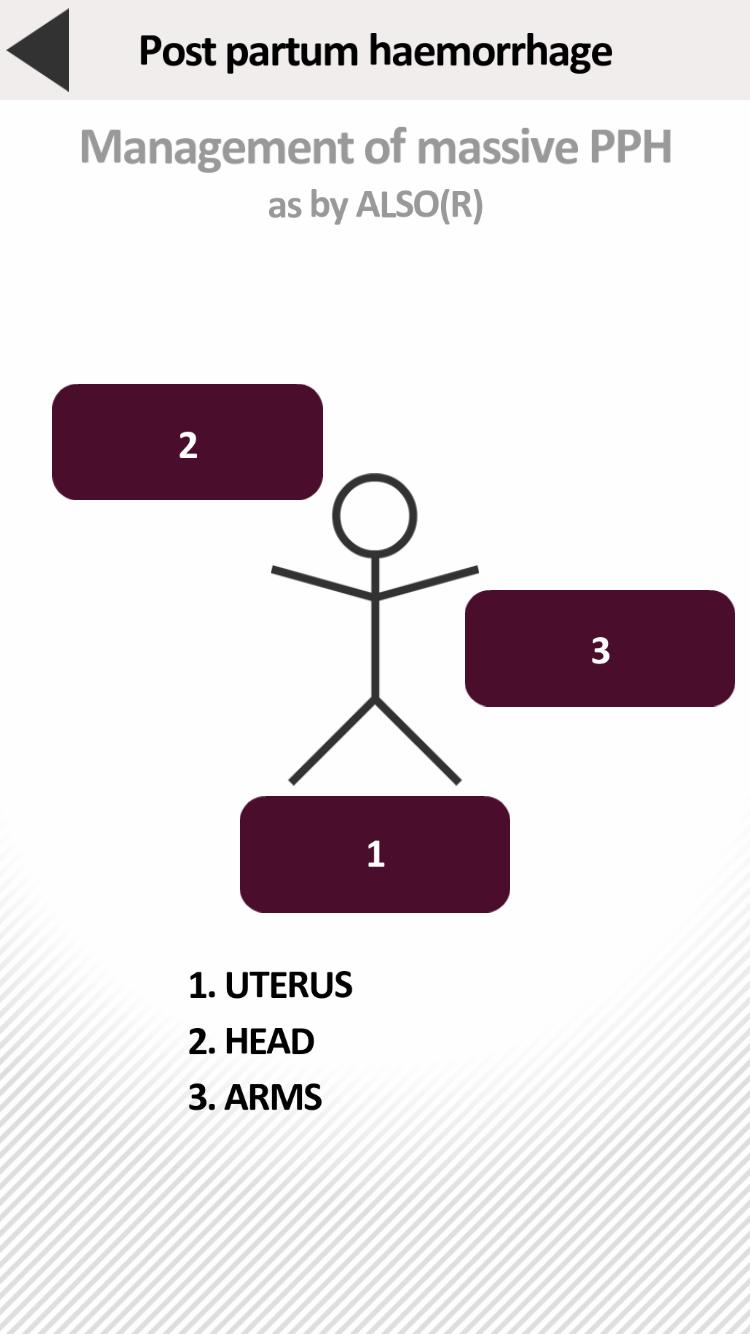 Post partum haemorrhage
Management of massive PPH
as by ALSO(R)
2
3
1
1. UTERUS
2. HEAD
3. ARMS